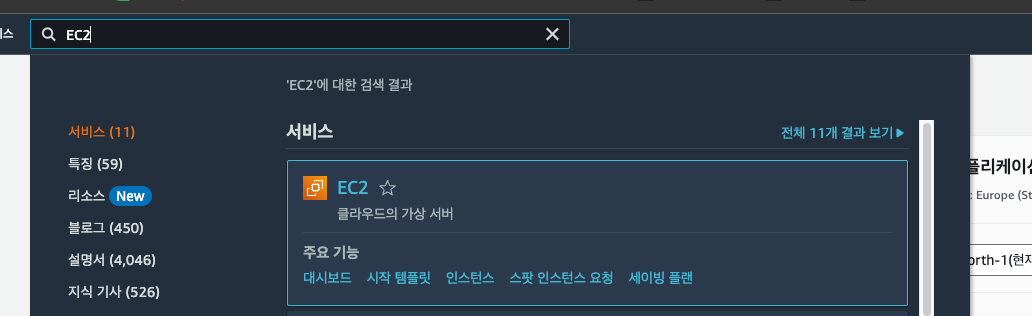 스
EC2
'EC2'에 대한 검색 결과
서비스 (11)
특징 (59)
리소스 New
블로그 (450)
설명서 (4,046)
지식 기사 (526)
서비스
전체 11개 결과 보기
EC2
클라우드의 가상 서버
주요 기능
대시보드 시작 템플릿 인스턴스 스팟 인스턴스 요청 세이빙 플랜
플리케이션
: Europe (St
orth-1(현재